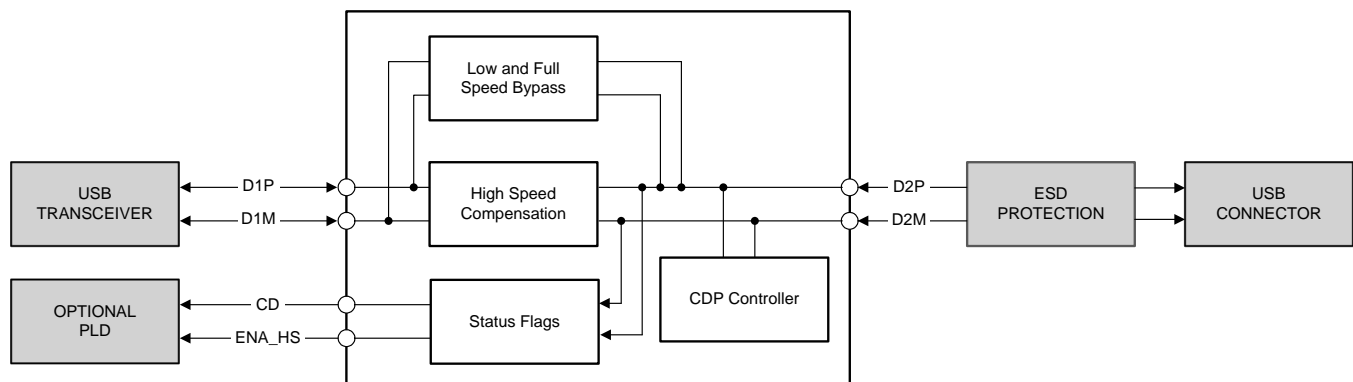 Low and Full
Speed Bypass
USB
TRANSCEIVER
D1P
D1M
High Speed
Compensation
D2P
D2M
ESD
PROTECTION
USB
CONNECTOR
OPTIONAL
PLD
CD
ENA_HS
Status Flags
CDP Controller